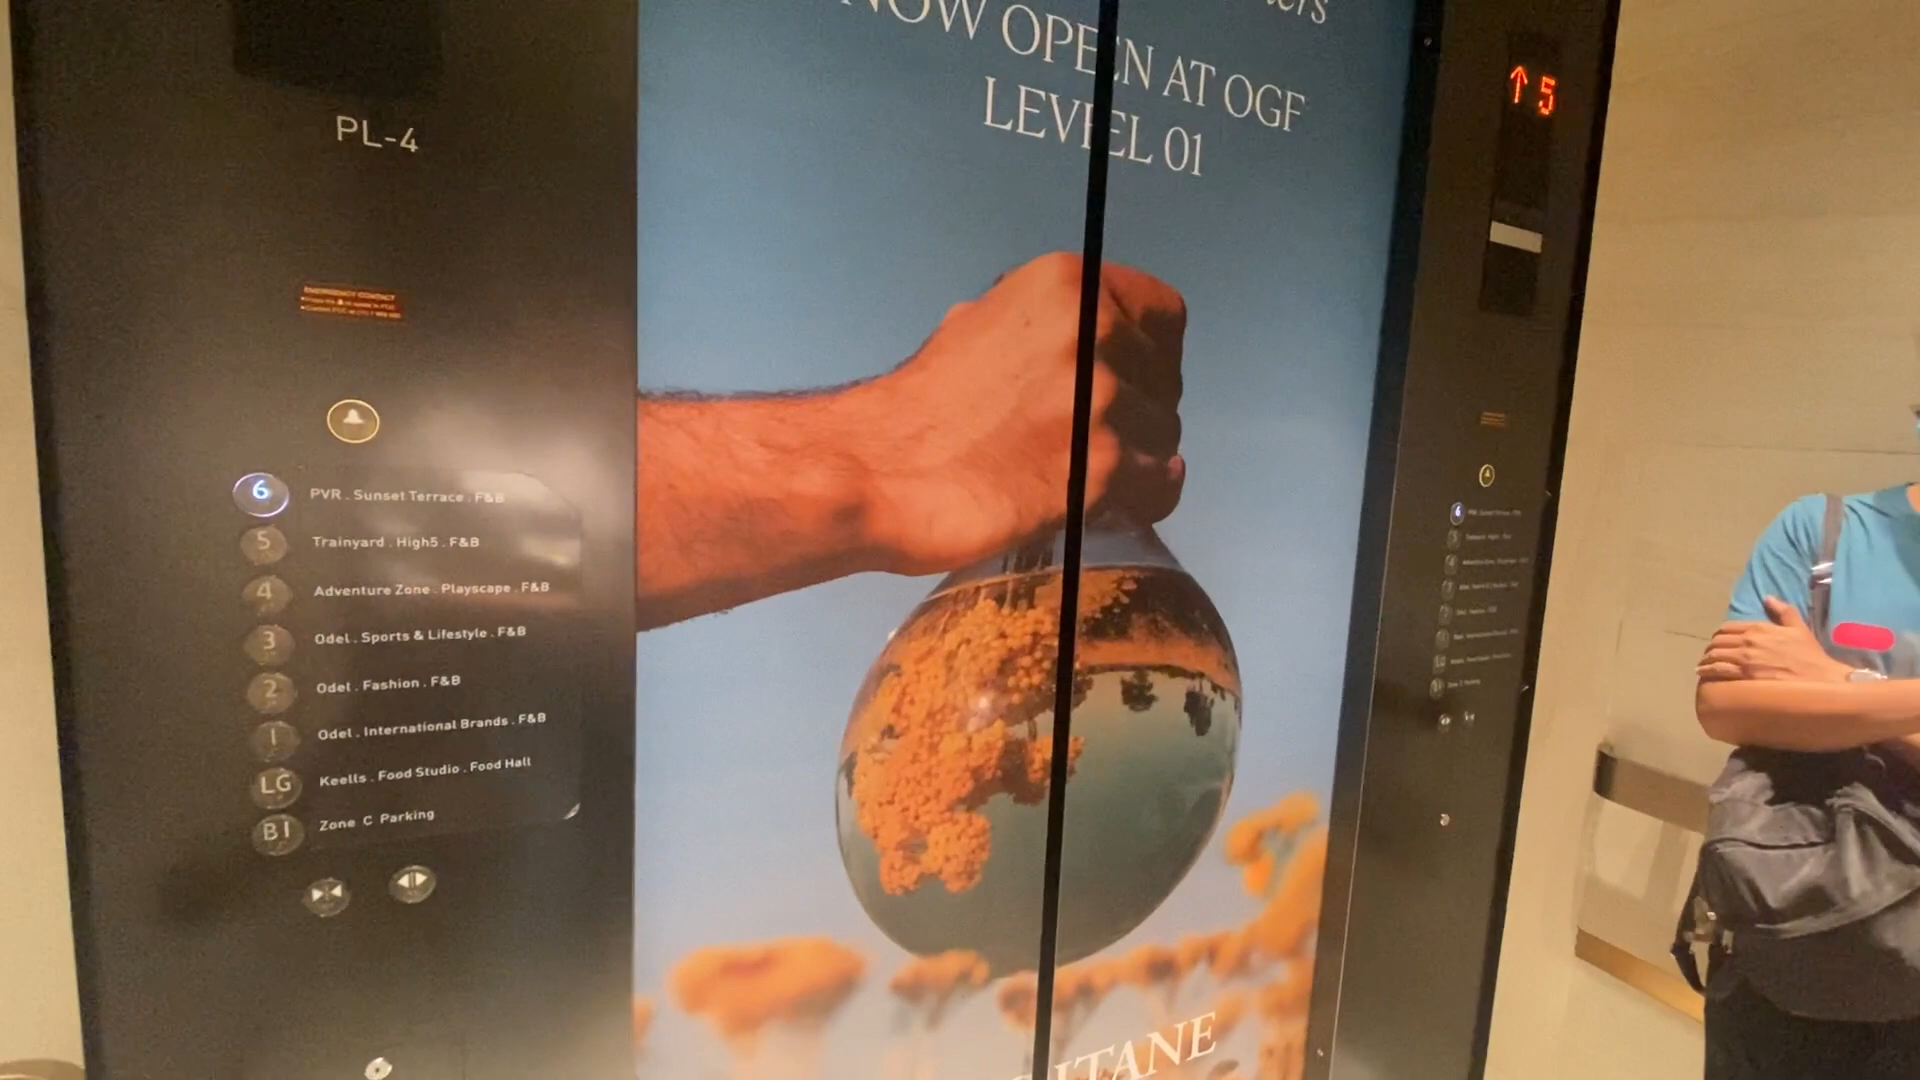 PL-4
EMERGENCY CONTACT
6 PVR . Sunset Terrace . F&B
5 Trainyard . High5 . F&B
4 Adventure Zone . Playscape . F&B
3 Odel . Sports & Lifestyle . F&B
2 Odel . Fashion . F&B
1 Odel . International Brands . F&B
LG Keells . Food Studio . Food Hall
B1 Zone C Parking
NOW OPEN AT OGF
LEVEL 01
↑5